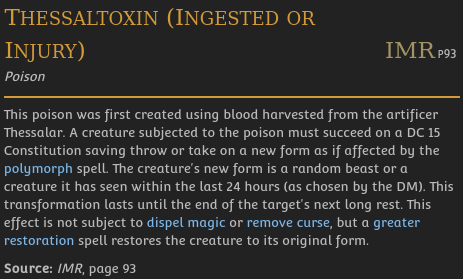 Thessaltoxin (Ingested or
Injury) IMR P93
Poison
This poison was first created using blood harvested from the artificer
Thessalar. A creature subjected to the poison must succeed on a DC 15
Constitution saving throw or take on a new form as if affected by the
polymorph spell. The creature's new form is a random beast or a
creature it has seen within the last 24 hours (as chosen by the DM). This
transformation lasts until the end of the target's next long rest. This
effect is not subject to dispel magic or remove curse, but a greater
restoration spell restores the creature to its original form.
Source: IMR, page 93